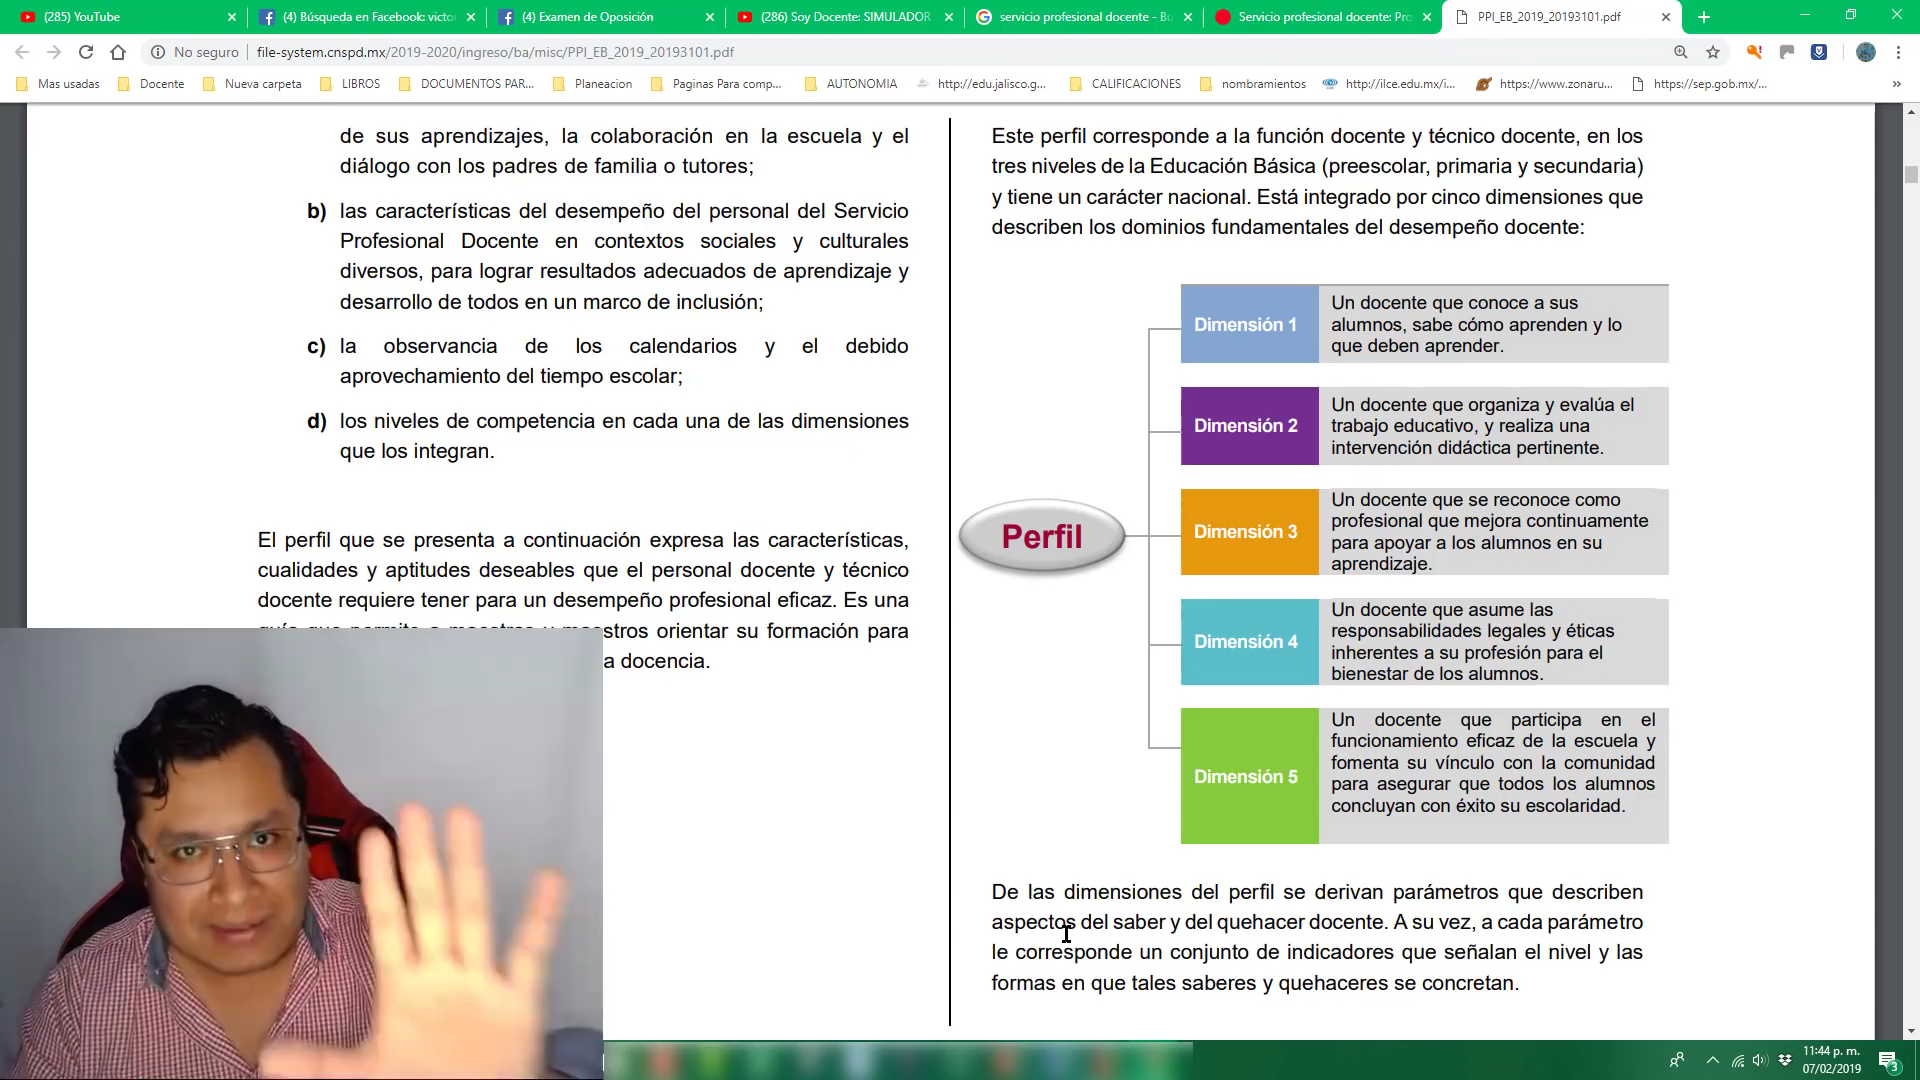 (285) YouTube
(4) Búsqueda en Facebook: victo
(4) Examen de Oposición
(286) Soy Docente: SIMULADOR
servicio profesional docente - Bu
Servicio profesional docente: Pro
PPI_EB_2019_20193101.pdf
No seguro
file-system.cnspd.mx/2019-2020/ingreso/ba/misc/PPI_EB_2019_20193101.pdf
Mas usadas
Docente
Nueva carpeta
LIBROS
DOCUMENTOS PAR...
Planeacion
Paginas Para comp...
AUTONOMIA
http://edu.jalisco.g...
CALIFICACIONES
nombramientos
http://ilce.edu.mx/i...
https://www.zonaru...
https://sep.gob.mx/...
»
de sus aprendizajes, la colaboración en la escuela y el
diálogo con los padres de familia o tutores;
b) las características del desempeño del personal del Servicio
Profesional Docente en contextos sociales y culturales
diversos, para lograr resultados adecuados de aprendizaje y
desarrollo de todos en un marco de inclusión;
c) la observancia de los calendarios y el debido
aprovechamiento del tiempo escolar;
d) los niveles de competencia en cada una de las dimensiones
que los integran.
El perfil que se presenta a continuación expresa las características,
cualidades y aptitudes deseables que el personal docente y técnico
docente requiere tener para un desempeño profesional eficaz. Es una
stros orientar su formación para
a docencia.
Este perfil corresponde a la función docente y técnico docente, en los
tres niveles de la Educación Básica (preescolar, primaria y secundaria)
y tiene un carácter nacional. Está integrado por cinco dimensiones que
describen los dominios fundamentales del desempeño docente:
Perfil
Dimensión 1
Un docente que conoce a sus
alumnos, sabe cómo aprenden y lo
que deben aprender.
Dimensión 2
Un docente que organiza y evalúa el
trabajo educativo, y realiza una
intervención didáctica pertinente.
Dimensión 3
Un docente que se reconoce como
profesional que mejora continuamente
para apoyar a los alumnos en su
aprendizaje.
Dimensión 4
Un docente que asume las
responsabilidades legales y éticas
inherentes a su profesión para el
bienestar de los alumnos.
Dimensión 5
Un docente que participa en el
funcionamiento eficaz de la escuela y
fomenta su vínculo con la comunidad
para asegurar que todos los alumnos
concluyan con éxito su escolaridad.
De las dimensiones del perfil se derivan parámetros que describen
aspectos del saber y del quehacer docente. A su vez, a cada parámetro
le corresponde un conjunto de indicadores que señalan el nivel y las
formas en que tales saberes y quehaceres se concretan.
11:44 p. m.
07/02/2019
3